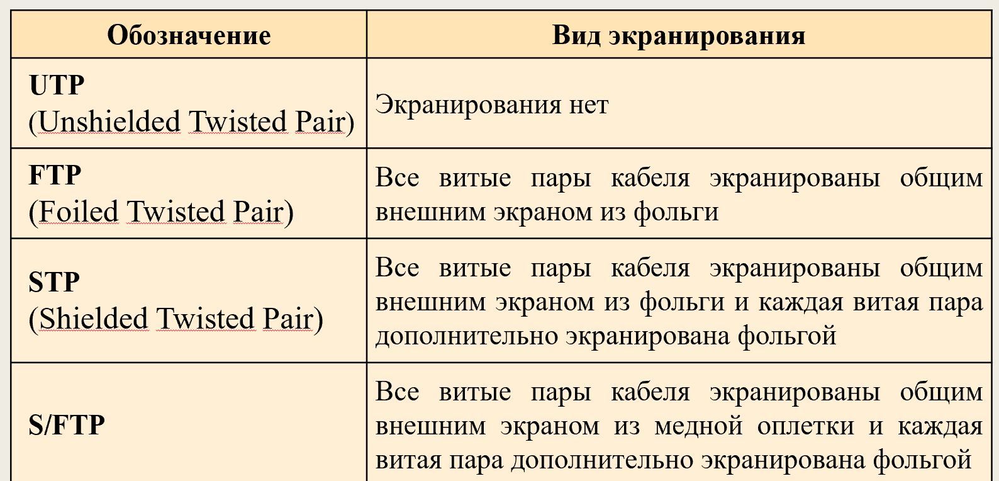 Обозначение
Вид экранирования
UTP
(Unshielded Twisted Pair)
Экранирования нет
FTP
(Foiled Twisted Pair)
Все витые пары кабеля экранированы общим
внешним экраном из фольги
STP
(Shielded Twisted Pair)
Все витые пары кабеля экранированы общим
внешним экраном из фольги и каждая витая пара
дополнительно экранирована фольгой
S/FTP
Все витые пары кабеля экранированы общим
внешним экраном из медной оплетки и каждая
витая пара дополнительно экранирована фольгой